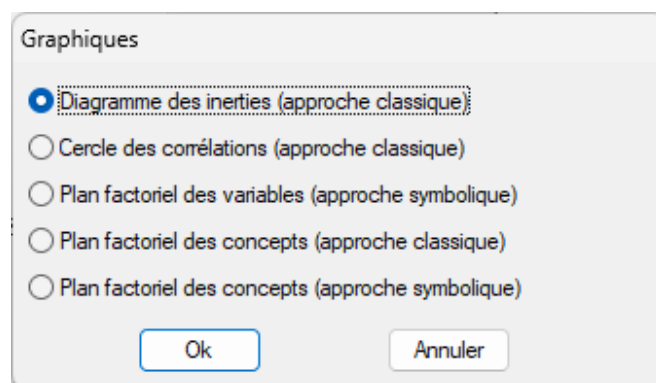 Graphiques
Diagramme des inerties (approche classique)
Cercle des corrélations (approche classique)
Plan factoriel des variables (approche symbolique)
Plan factoriel des concepts (approche classique)
Plan factoriel des concepts (approche symbolique)
Ok Annuler